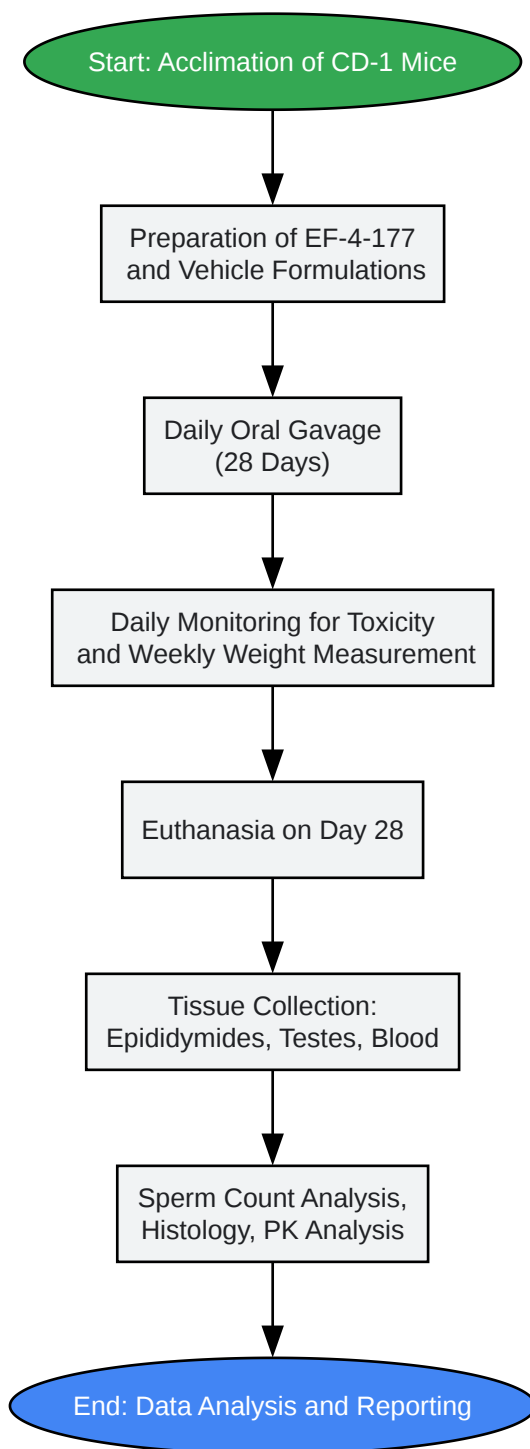 Start: Acclimation of CD-1 Mice
Preparation of EF-4-177
and Vehicle Formulations
Daily Oral Gavage
(28 Days)
Daily Monitoring for Toxicity
and Weekly Weight Measurement
Euthanasia on Day 28
Tissue Collection:
Epididymides, Testes, Blood
Sperm Count Analysis,
Histology, PK Analysis
End: Data Analysis and Reporting